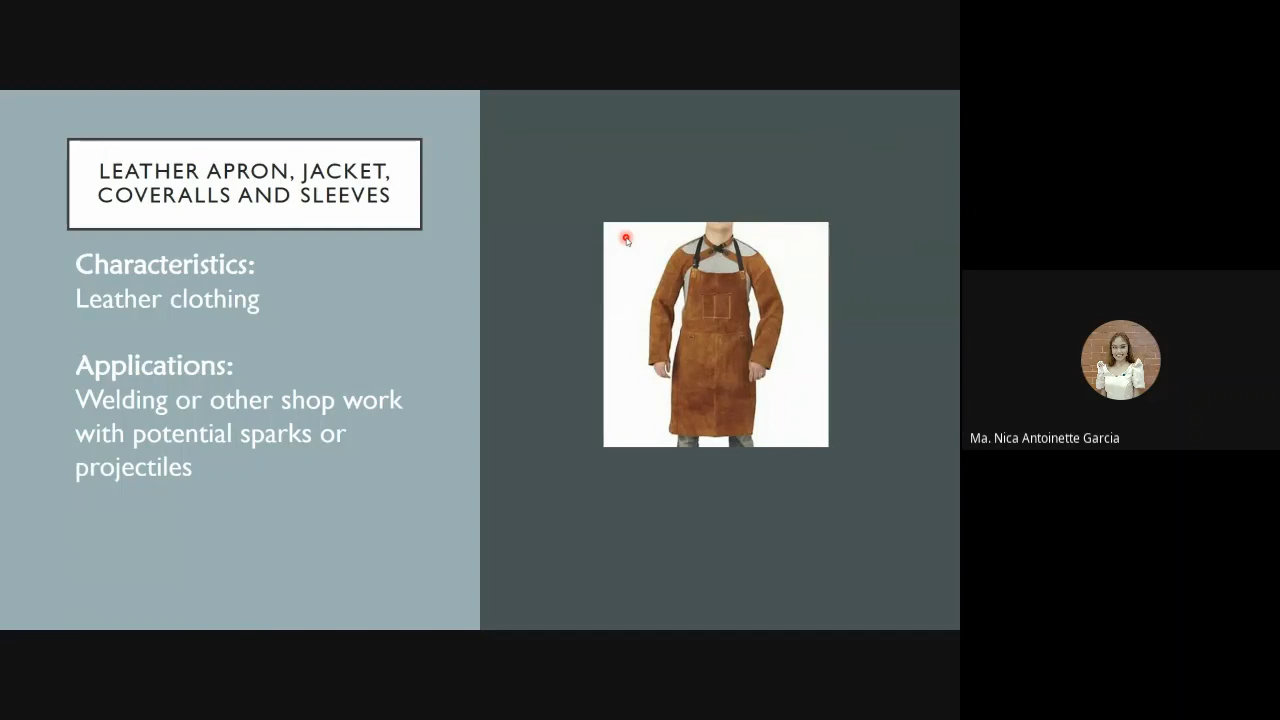 LEATHER APRON, JACKET,
COVERALLS AND SLEEVES
Characteristics:
Leather clothing
Applications:
Welding or other shop work
with potential sparks or
projectiles
Ma. Nica Antoinette Garcia